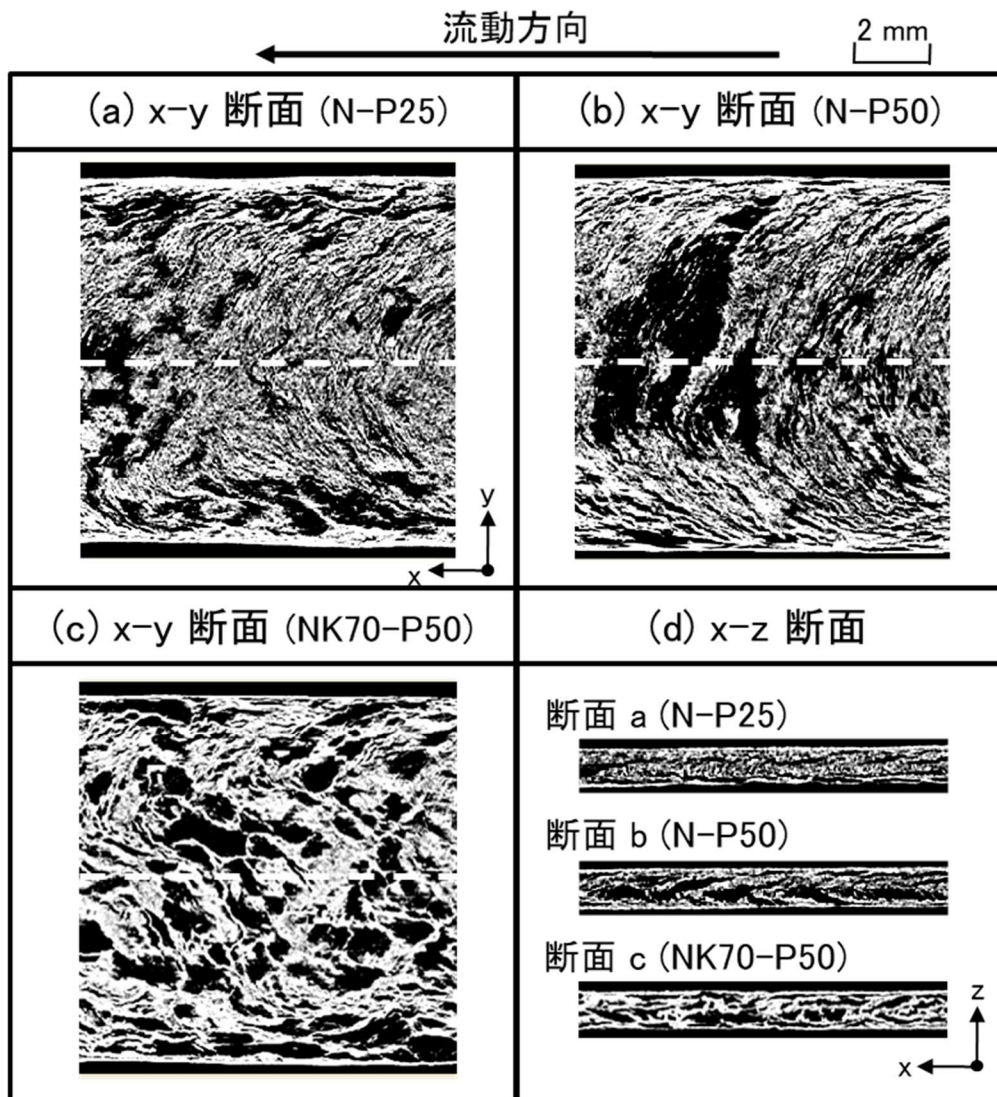 流動方向
2 mm
(a) x-y 断面 (N-P25)
(b) x-y 断面 (N-P50)
y
x
(c) x-y 断面 (NK70-P50)
(d) x-z 断面
断面 a (N-P25)
断面 b (N-P50)
断面 c (NK70-P50)
z
x